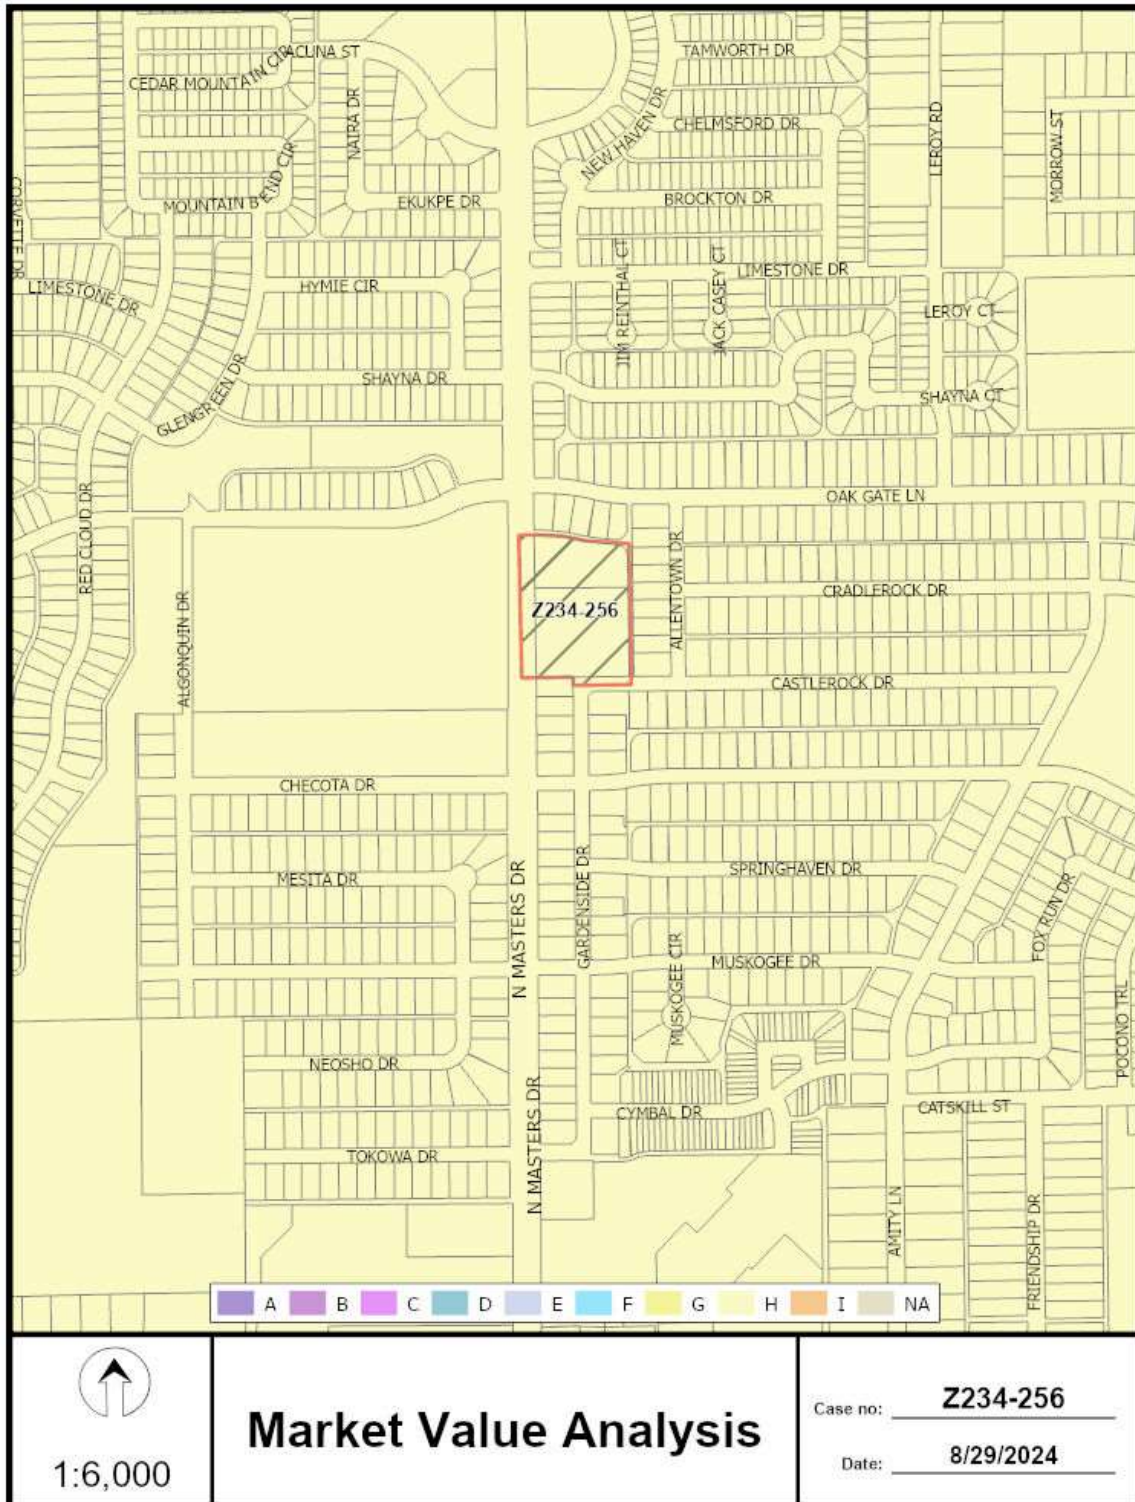 ACUNA ST
TAMWORTH DR
CEDAR MOUNTAIN CIR
NAIRA DR
NEW HAVEN DR
CHELMSFORD DR
LEROY RD
MORROW ST
MOUNTAIN BEND CIR
EKUKPE DR
BROCKTON DR
CORVETTE DR
LIMESTONE DR
HYMIE CIR
JIM REINTHAL CT
JACK CASEY CT
LIMESTONE DR
LEROY CT
GLENGREEN DR
SHAYNA DR
SHAYNA CT
RED CLOUD DR
OAK GATE LN
ALGONQUIN DR
Z234-256
ALLENTOWN DR
CRADLEROCK DR
CASTLEROCK DR
CHECOTA DR
MESITA DR
N MASTERS DR
GARDENSIDE DR
SPRINGHAVEN DR
FOX RUN DR
MUSKOGEE CIR
MUSKOGEE DR
POCONO TRL
NEOSHO DR
N MASTERS DR
CYMBAL DR
CATSKILL ST
TOKOWA DR
AMITY LN
FRIENDSHIP DR
A B C D E F G H I NA
1:6,000
Market Value Analysis
Case no: Z234-256
Date: 8/29/2024